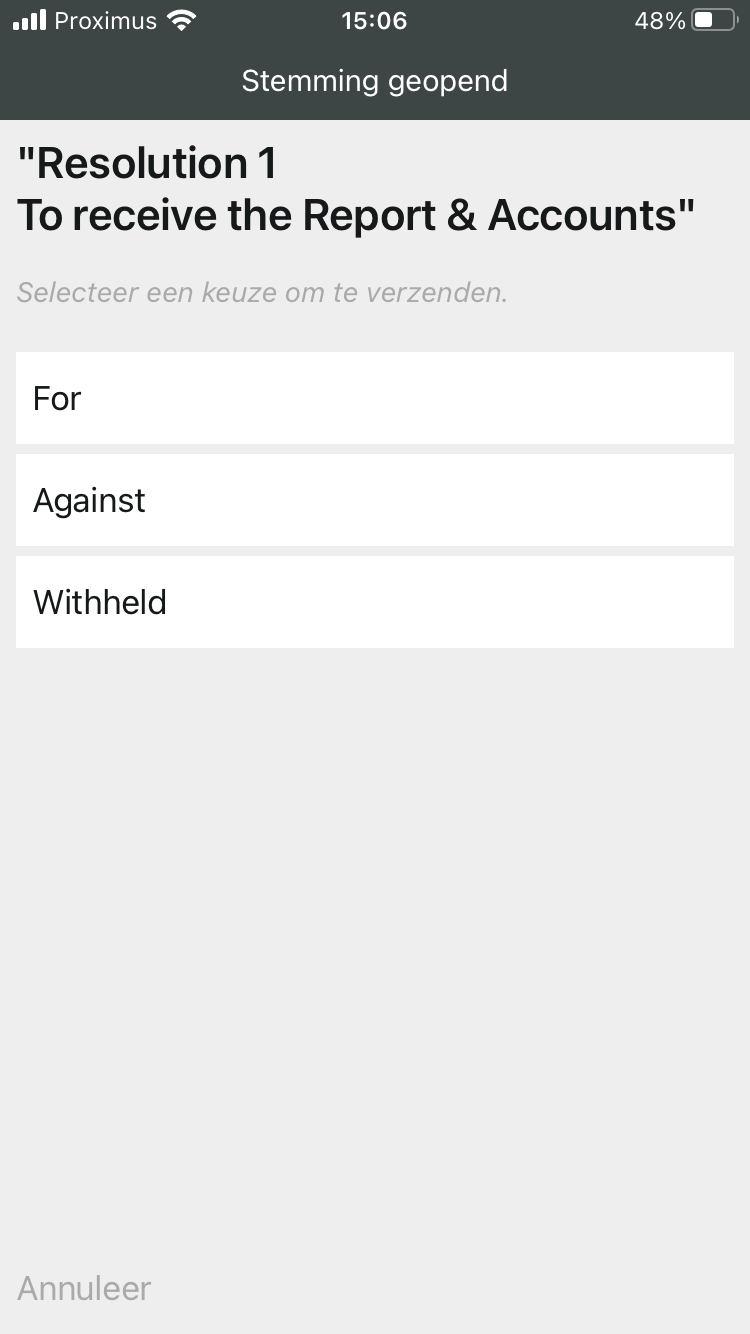 Proximus
15:06
48%
Stemming geopend
"Resolution 1
To receive the Report & Accounts"
Selecteer een keuze om te verzenden.
For
Against
Withheld
Annuleer